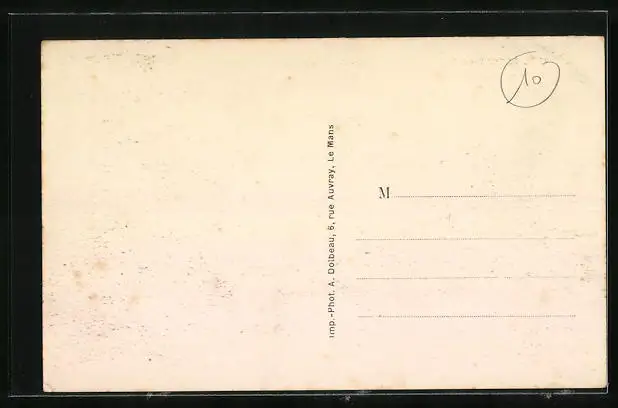 10
Imp.-Phot. A. Dolbeau, 6, rue Auvray, Le Mans
M